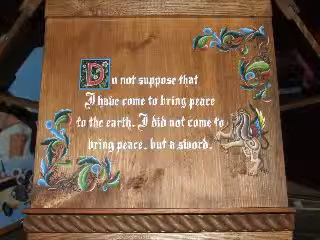 Do not suppose that
I have come to bring peace
to the earth. I did not come to
bring peace, but a sword.